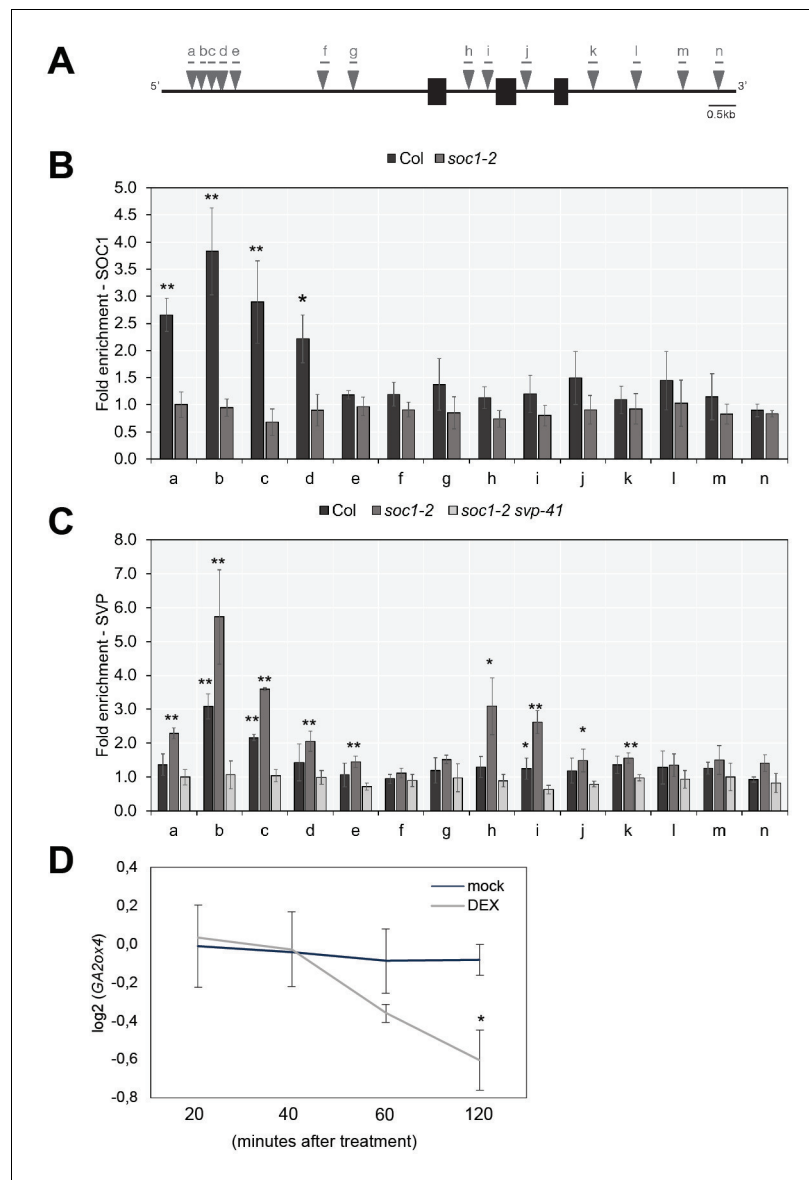 A
a b c d e f g h i j k l m n
5' 3'
0.5kb
B
Col soc1-2
Fold enrichment - SOC1
5.0
4.5
4.0
3.5
3.0
2.5
2.0
1.5
1.0
0.5
0.0
** ** ** *
a b c d e f g h i j k l m n
C
Col soc1-2 soc1-2 svp-41
Fold enrichment - SVP
8.0
7.0
6.0
5.0
4.0
3.0
2.0
1.0
0.0
** ** ** ** ** ** ** * * ** * **
a b c d e f g h i j k l m n
D
mock
DEX
log2 (GA2ox4)
0,4
0,2
0,0
-0,2
-0,4
-0,6
-0,8
*
20 40 60 120
(minutes after treatment)